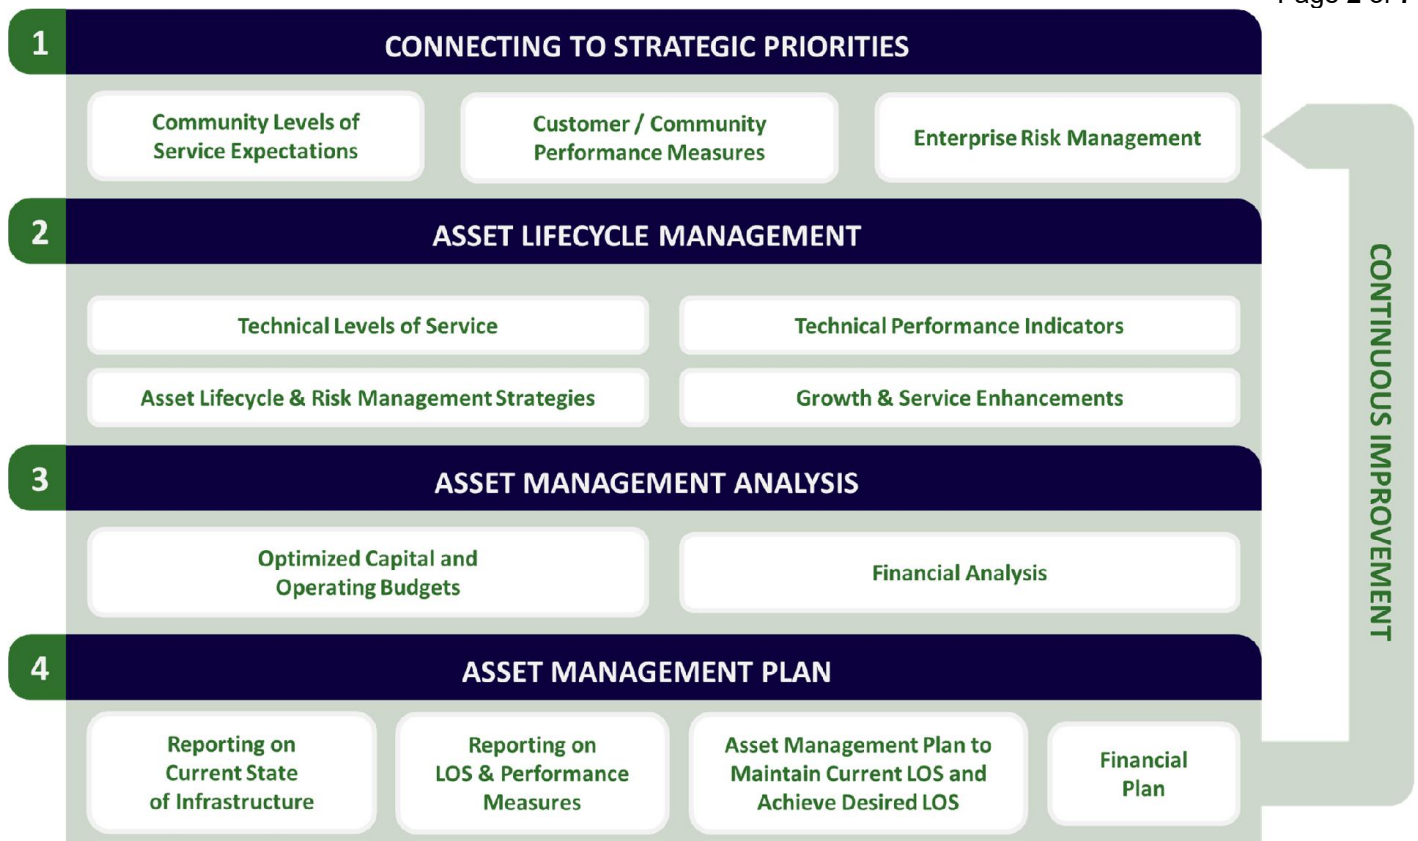 Page 2 of 7
1
CONNECTING TO STRATEGIC PRIORITIES
Community Levels of
Service Expectations
Customer / Community
Performance Measures
Enterprise Risk Management
2
ASSET LIFECYCLE MANAGEMENT
Technical Levels of Service
Technical Performance Indicators
Asset Lifecycle & Risk Management Strategies
Growth & Service Enhancements
3
ASSET MANAGEMENT ANALYSIS
Optimized Capital and
Operating Budgets
Financial Analysis
4
ASSET MANAGEMENT PLAN
Reporting on
Current State
of Infrastructure
Reporting on
LOS & Performance
Measures
Asset Management Plan to
Maintain Current LOS and
Achieve Desired LOS
Financial
Plan
CONTINUOUS IMPROVEMENT